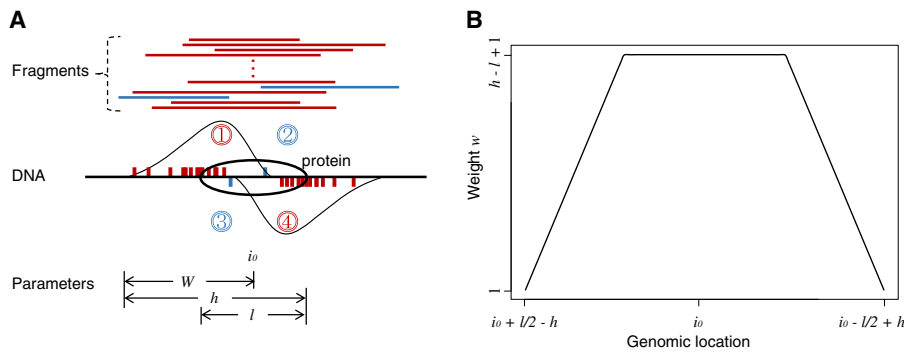 A
Fragments
① ②
protein
DNA
③ ④
i₀
Parameters
W
h
l
B
h - l + 1
Weight w
1
i₀ + l/2 - h
i₀
i₀ - l/2 + h
Genomic location